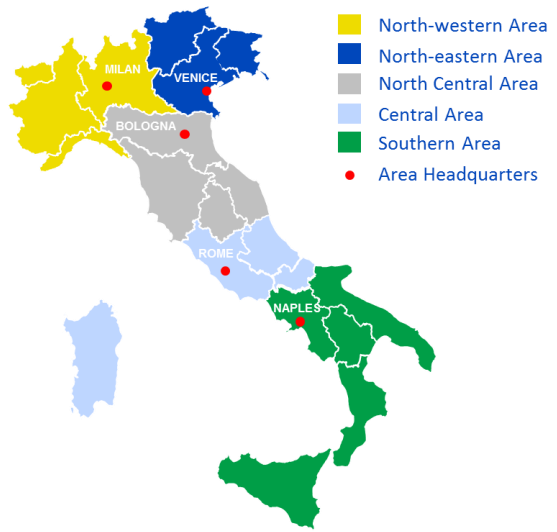 North-western Area
North-eastern Area
North Central Area
Central Area
Southern Area
Area Headquarters
MILAN
VENICE
BOLOGNA
ROME
NAPLES